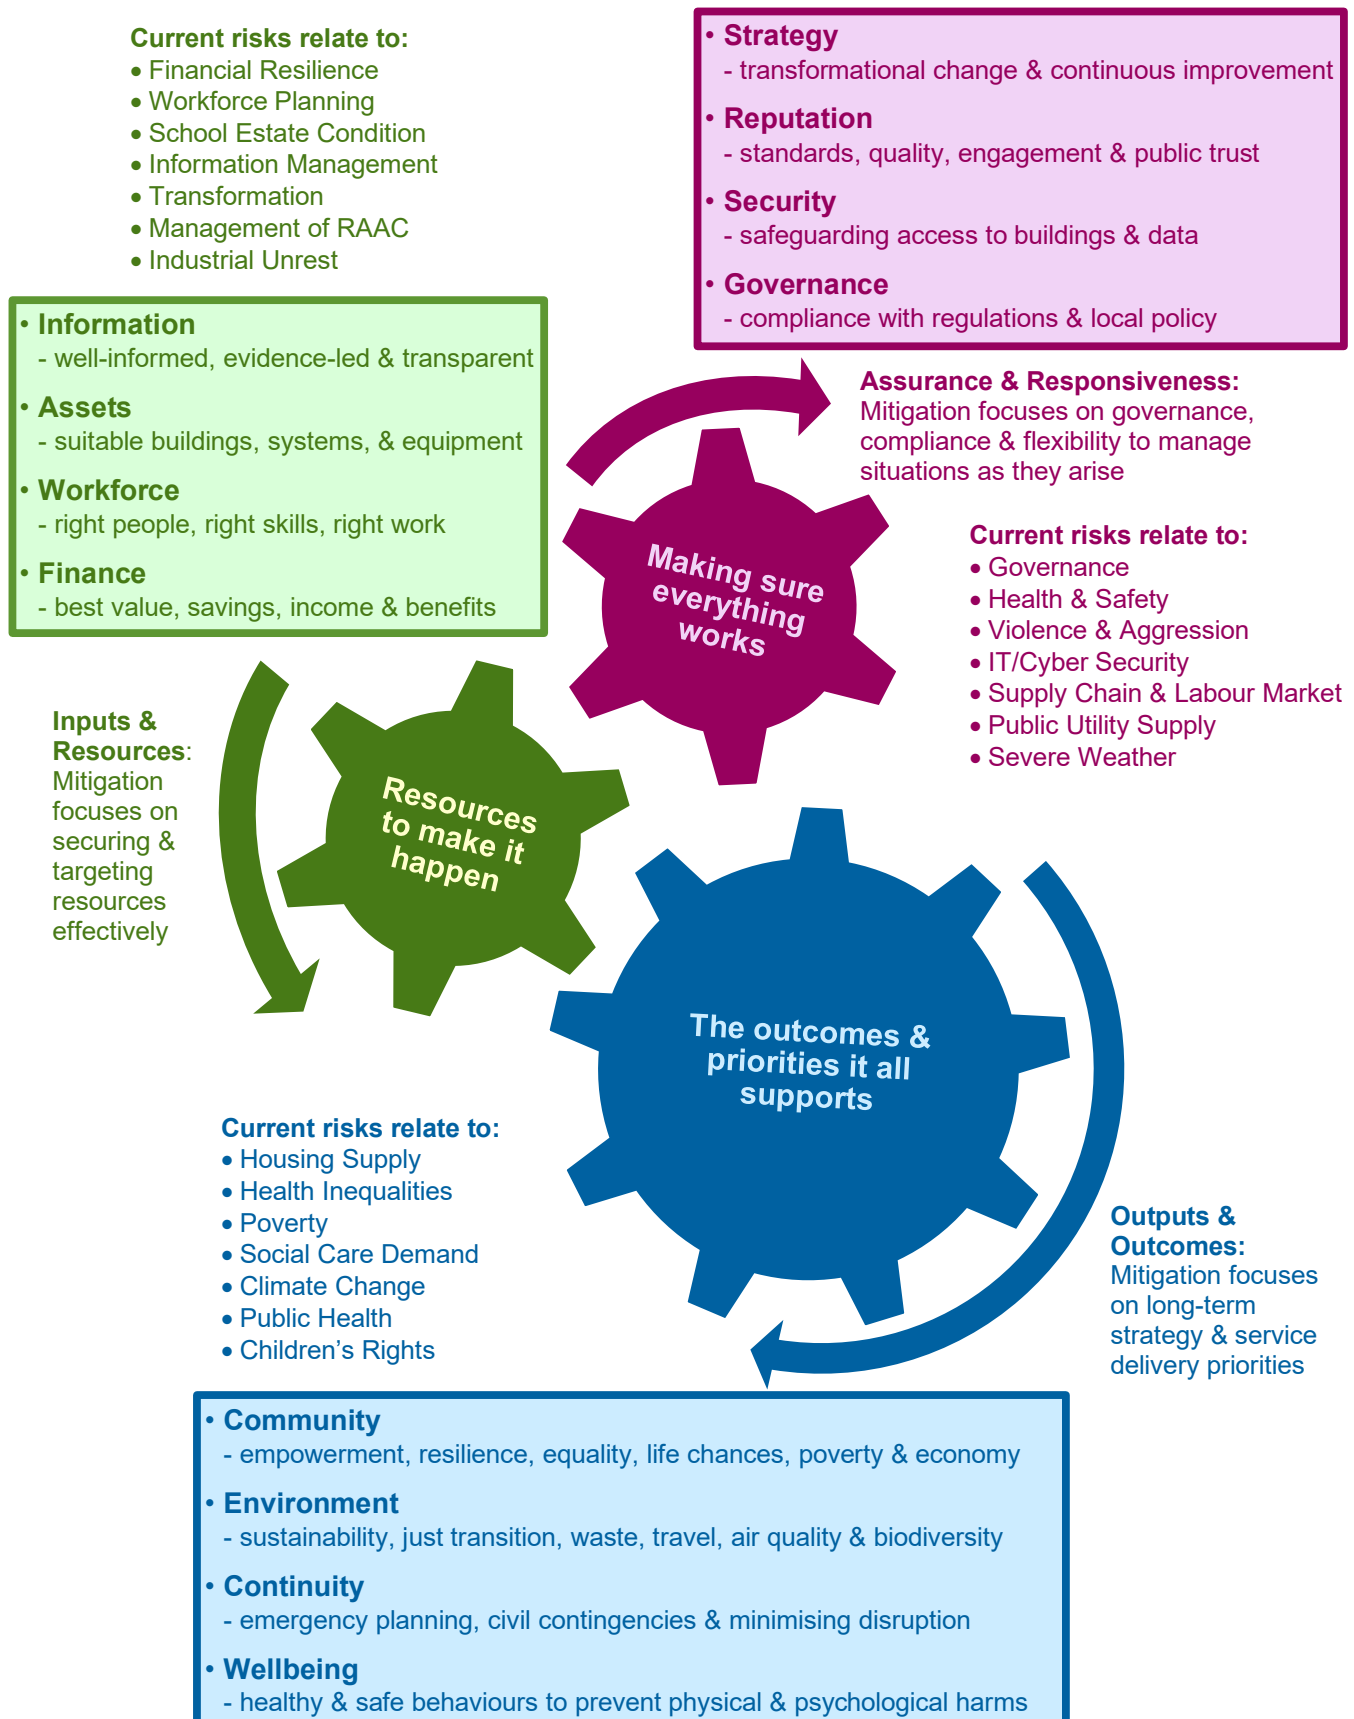 Current risks relate to:
• Financial Resilience
• Workforce Planning
• School Estate Condition
• Information Management
• Transformation
• Management of RAAC
• Industrial Unrest
• Strategy
- transformational change & continuous improvement
• Reputation
- standards, quality, engagement & public trust
• Security
- safeguarding access to buildings & data
• Governance
- compliance with regulations & local policy
• Information
- well-informed, evidence-led & transparent
• Assets
- suitable buildings, systems, & equipment
• Workforce
- right people, right skills, right work
• Finance
- best value, savings, income & benefits
Assurance & Responsiveness:
Mitigation focuses on governance,
compliance & flexibility to manage
situations as they arise
Making sure
everything
works
Current risks relate to:
• Governance
• Health & Safety
• Violence & Aggression
• IT/Cyber Security
• Supply Chain & Labour Market
• Public Utility Supply
• Severe Weather
Inputs &
Resources:
Mitigation
focuses on
securing &
targeting
resources
effectively
Resources
to make it
happen
The outcomes &
priorities it all
supports
Current risks relate to:
• Housing Supply
• Health Inequalities
• Poverty
• Social Care Demand
• Climate Change
• Public Health
• Children’s Rights
Outputs &
Outcomes:
Mitigation focuses
on long-term
strategy & service
delivery priorities
• Community
- empowerment, resilience, equality, life chances, poverty & economy
• Environment
- sustainability, just transition, waste, travel, air quality & biodiversity
• Continuity
- emergency planning, civil contingencies & minimising disruption
• Wellbeing
- healthy & safe behaviours to prevent physical & psychological harms